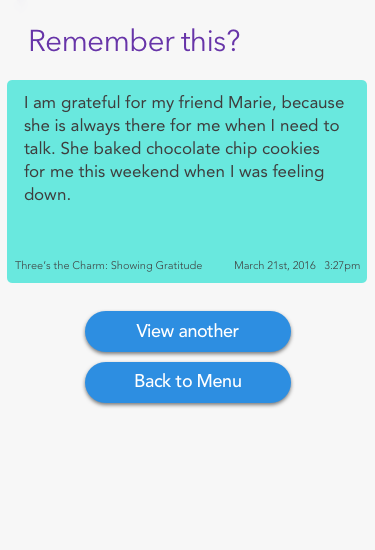 Remember this?
I am grateful for my friend Marie, because
she is always there for me when I need to
talk. She baked chocolate chip cookies
for me this weekend when I was feeling
down.
Three's the Charm: Showing Gratitude March 21st, 2016 3:27pm
View another
Back to Menu